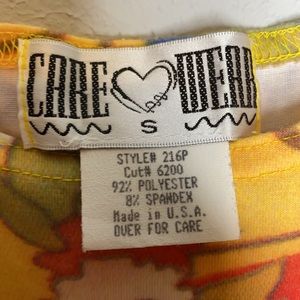 CARE WEAR
S
STYLE# 216P
Cut# 6200
92% POLYESTER
8% SPANDEX
Made in U.S.A.
OVER FOR CARE